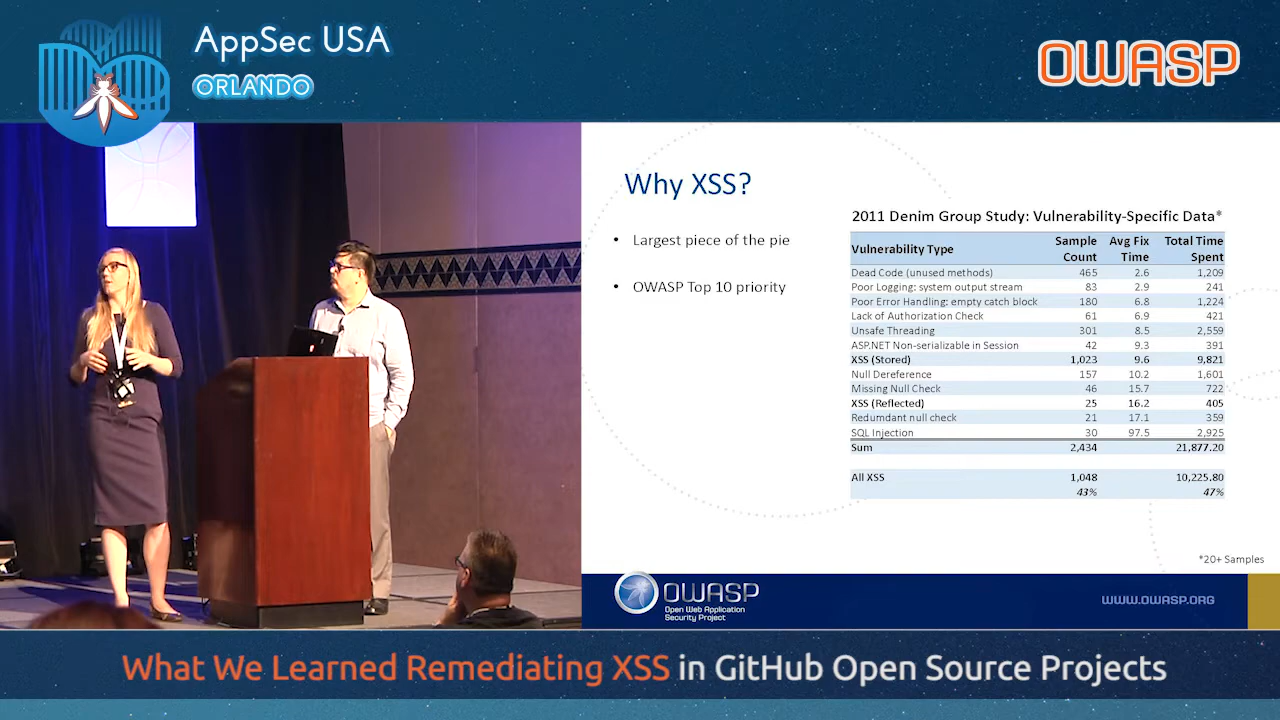 AppSec USA
ORLANDO
OWASP
Why XSS?
• Largest piece of the pie
• OWASP Top 10 priority
2011 Denim Group Study: Vulnerability-Specific Data*
Vulnerability Type Sample Count Avg Fix Time Total Time Spent
Dead Code (unused methods) 465 2.6 1,209
Poor Logging: system output stream 83 2.9 241
Poor Error Handling: empty catch block 180 6.8 1,224
Lack of Authorization Check 61 6.9 421
Unsafe Threading 301 8.5 2,559
ASP.NET Non-serializable in Session 42 9.3 391
XSS (Stored) 1,023 9.6 9,821
Null Dereference 157 10.2 1,601
Missing Null Check 46 15.7 722
XSS (Reflected) 25 16.2 405
Redumdant null check 21 17.1 359
SQL Injection 30 97.5 2,925
Sum 2,434 21,877.20
All XSS 1,048 10,225.80
43% 47%
*20+ Samples
OWASP
Open Web Application
Security Project
WWW.OWASP.ORG
What We Learned Remediating XSS in GitHub Open Source Projects